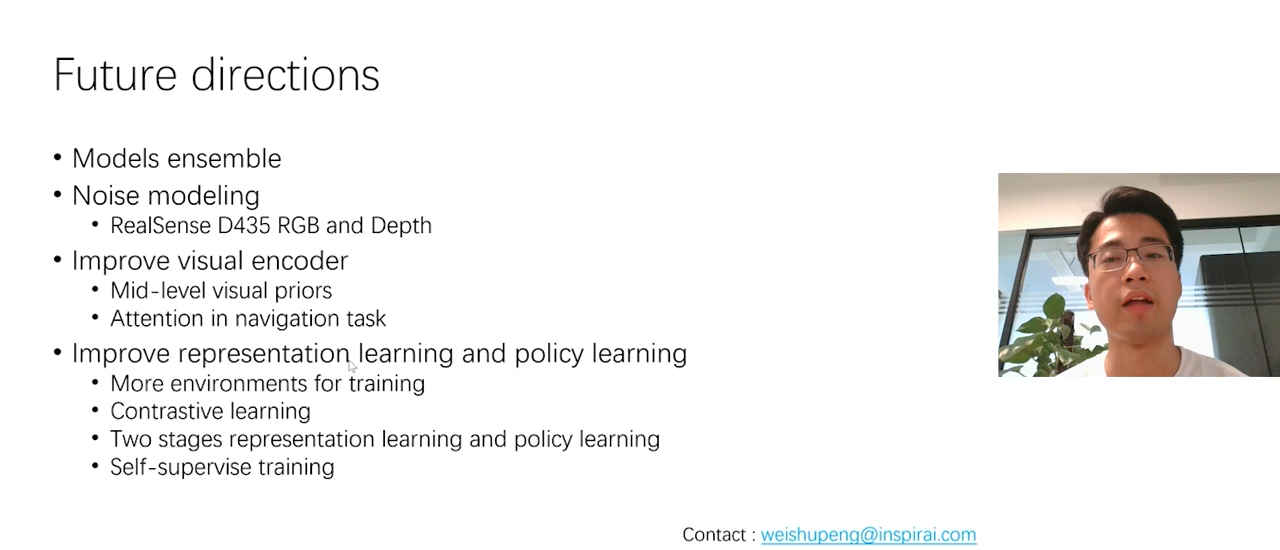 Future directions
• Models ensemble
• Noise modeling
• RealSense D435 RGB and Depth
• Improve visual encoder
• Mid-level visual priors
• Attention in navigation task
• Improve representation learning and policy learning
• More environments for training
• Contrastive learning
• Two stages representation learning and policy learning
• Self-supervise training
Contact : weishupeng@inspirai.com